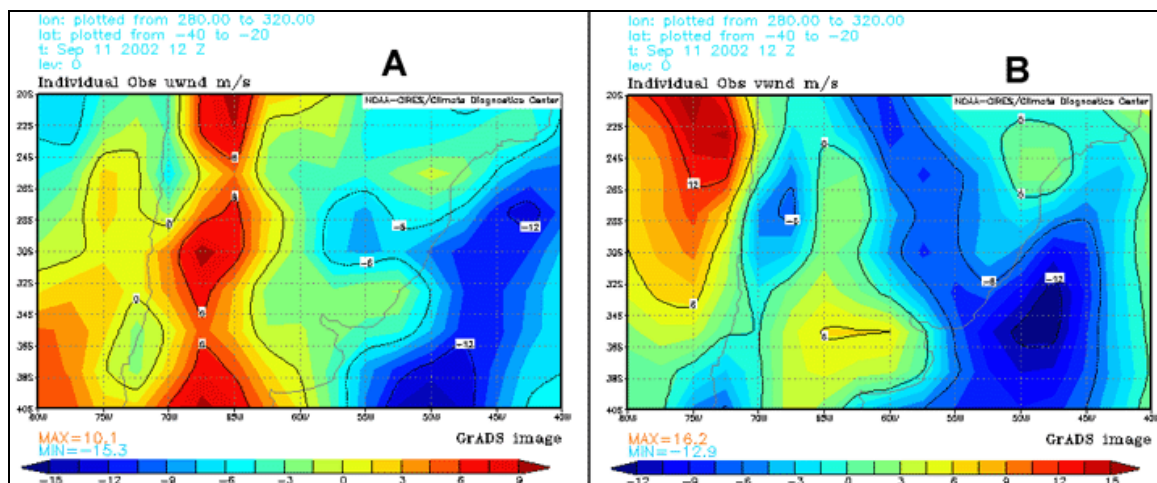 lon: plotted from 280.00 to 320.00
lat: plotted from -40 to -20
t: Sep 11 2002 12 Z
lev: 0
A
Individual Obs uwnd m/s
NOAA-CIRES/Climate Diagnostics Center
20S
22S
24S
26S
28S
30S
32S
34S
36S
38S
40S
0
6
6
0
-6
-12
-6
0
6
6
-12
80W 75W 70W 65W 60W 55W 50W 45W 40W
MAX=10.1
MIN=-15.3
GrADS image
-15 -12 -9 -6 -3 0 3 6 9
lon: plotted from 280.00 to 320.00
lat: plotted from -40 to -20
t: Sep 11 2002 12 Z
lev: 0
B
Individual Obs vwnd m/s
NOAA-CIRES/Climate Diagnostics Center
20S
22S
24S
26S
28S
30S
32S
34S
36S
38S
40S
0
0
12
-6
0
-6
-12
6
6
0
0
80W 75W 70W 65W 60W 55W 50W 45W 40W
MAX=16.2
MIN=-12.9
GrADS image
-12 -9 -6 -3 0 3 6 9 12 15